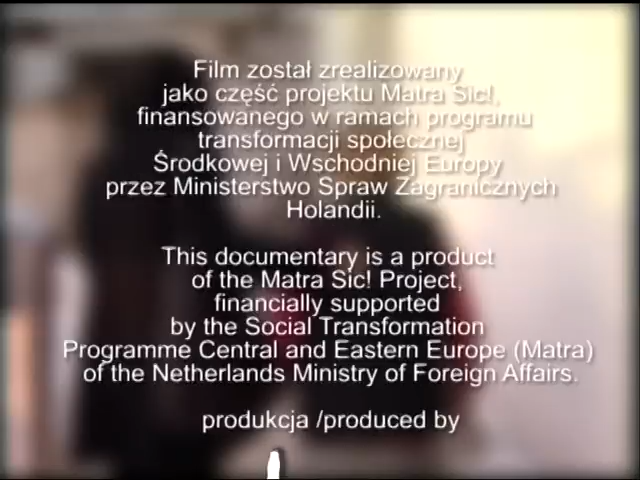 Film został zrealizowany
jako część projektu Matra Sic!,
finansowanego w ramach programu
transformacji społecznej
Środkowej i Wschodniej Europy
przez Ministerstwo Spraw Zagranicznych
Holandii.
This documentary is a product
of the Matra Sic! Project,
financially supported
by the Social Transformation
Programme Central and Eastern Europe (Matra)
of the Netherlands Ministry of Foreign Affairs.
produkcja /produced by